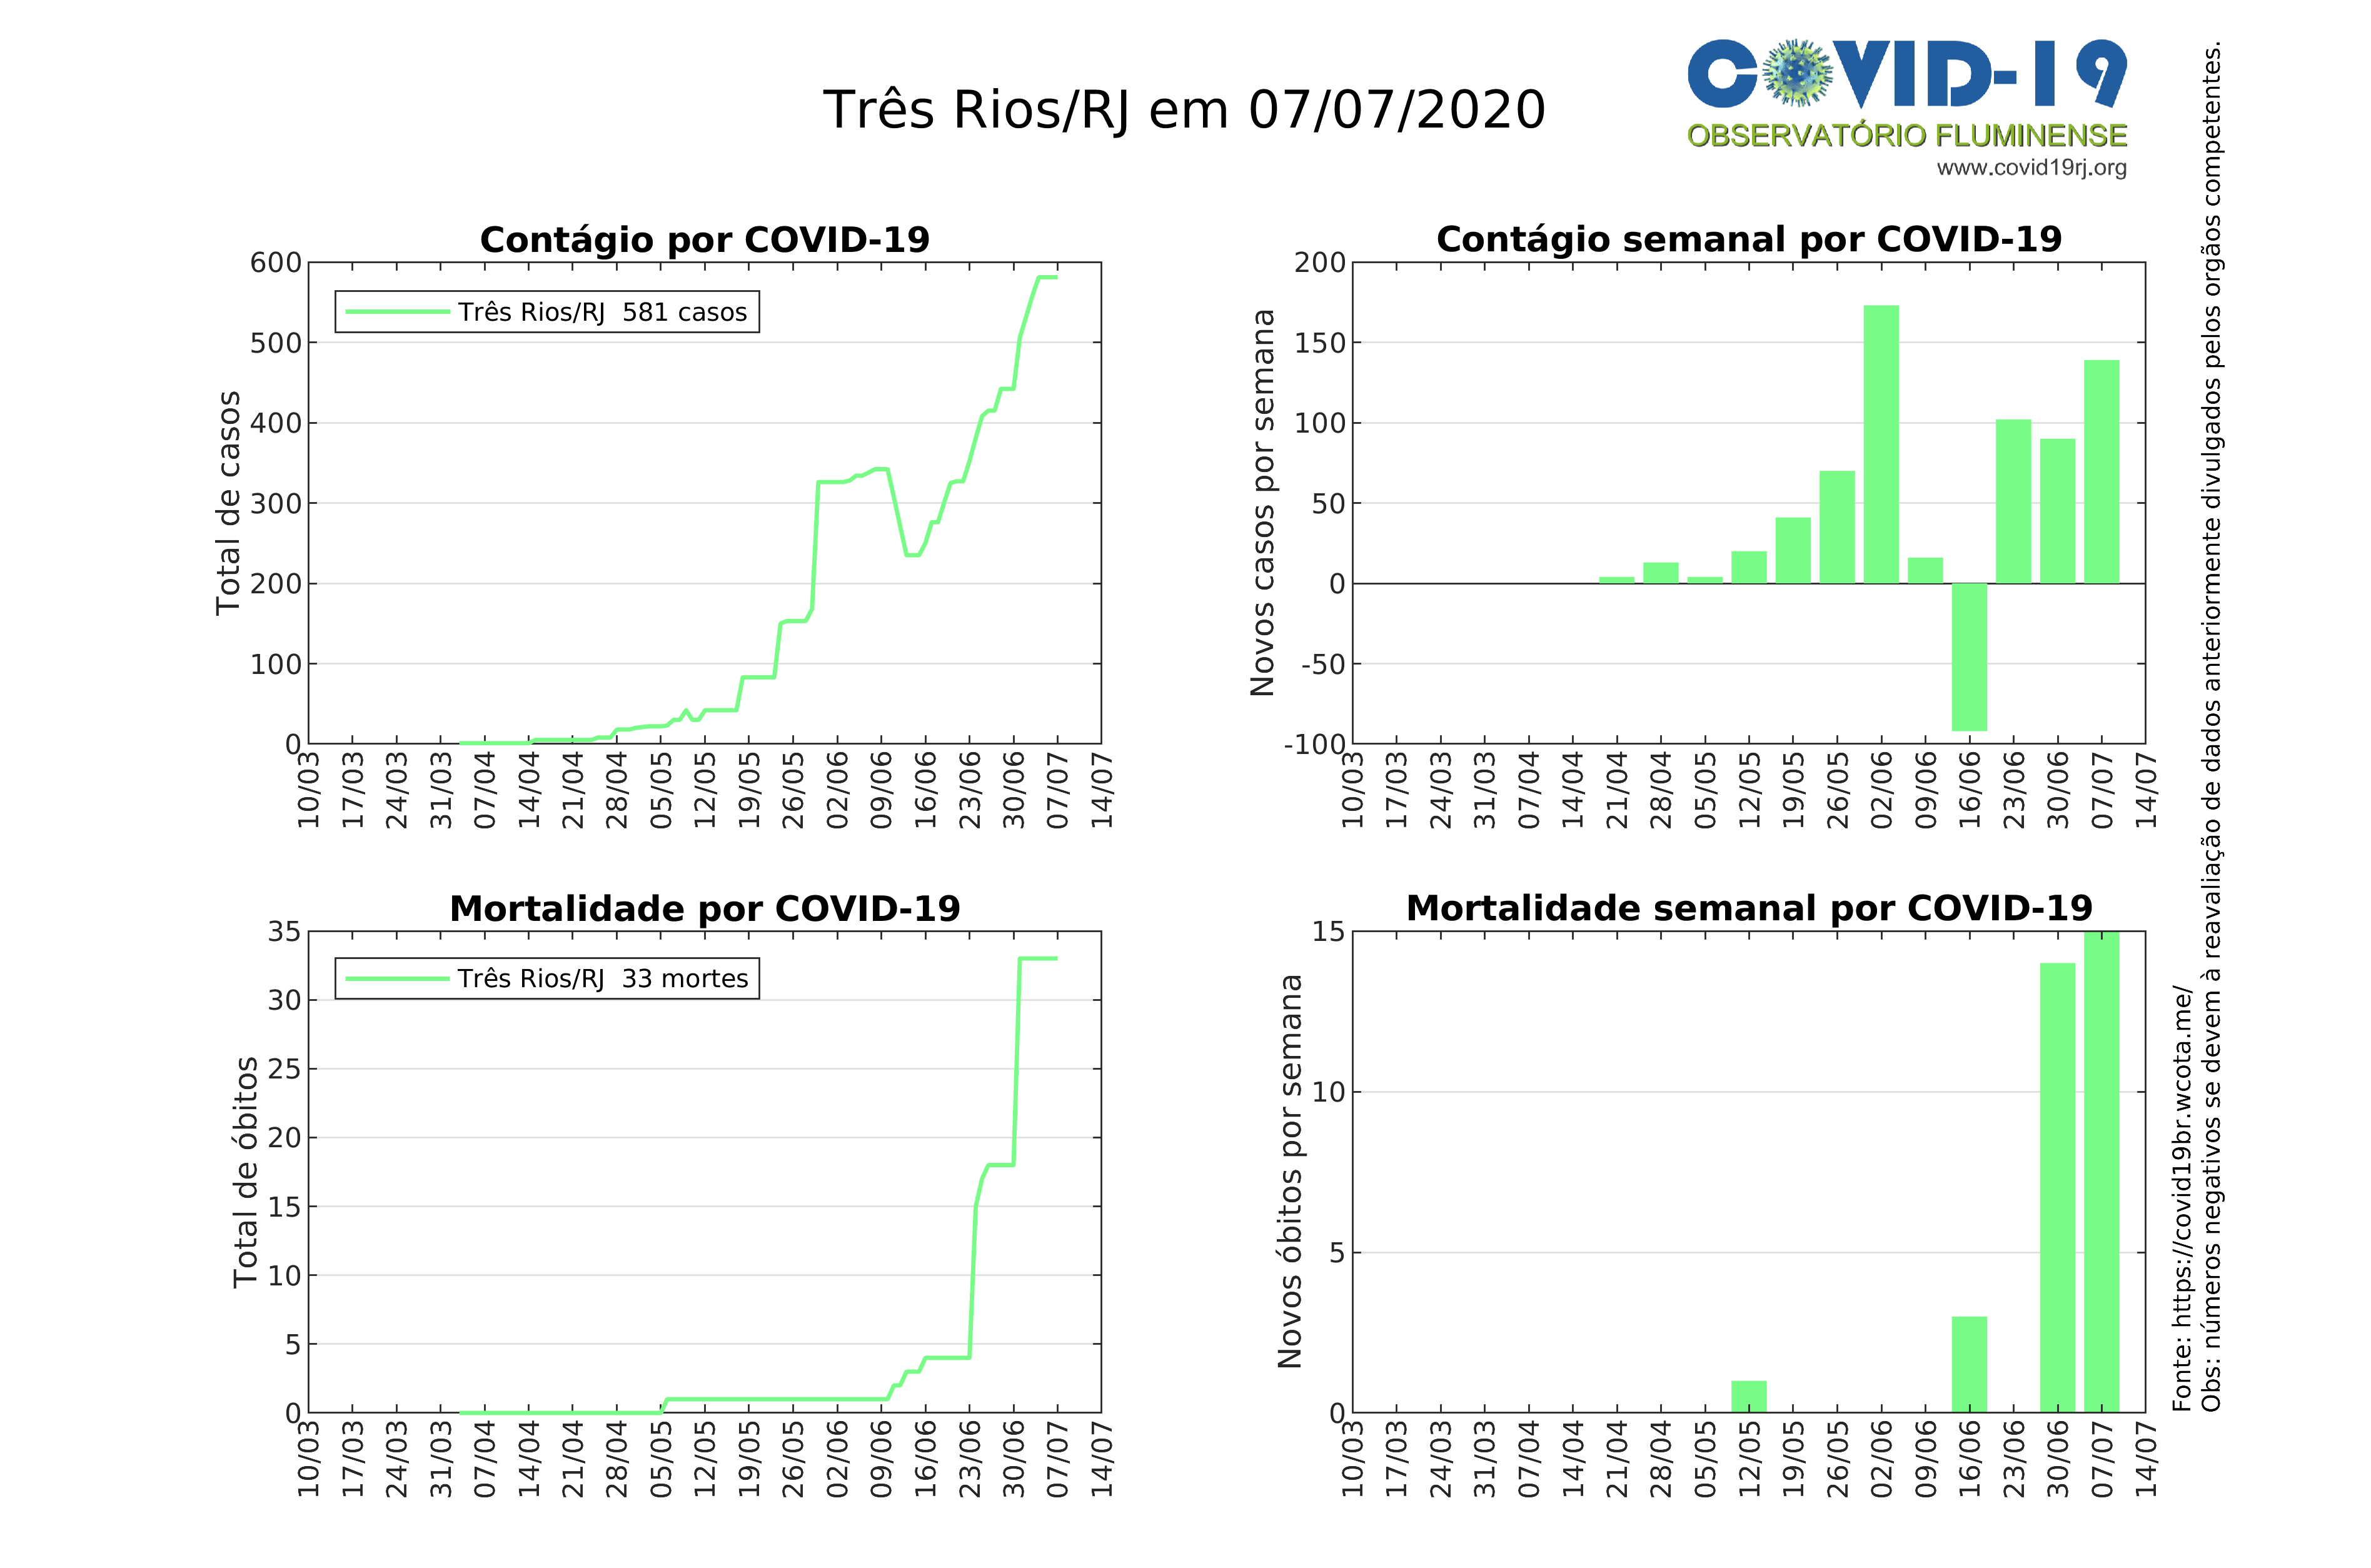 Três Rios/RJ em 07/07/2020
COVID-19
OBSERVATÓRIO FLUMINENSE
www.covid19rj.org
Contágio por COVID-19
Total de casos
600
500
400
300
200
100
0
Três Rios/RJ 581 casos
10/03 17/03 24/03 31/03 07/04 14/04 21/04 28/04 05/05 12/05 19/05 26/05 02/06 09/06 16/06 23/06 30/06 07/07 14/07
Contágio semanal por COVID-19
Novos casos por semana
200
150
100
50
0
-50
-100
10/03 17/03 24/03 31/03 07/04 14/04 21/04 28/04 05/05 12/05 19/05 26/05 02/06 09/06 16/06 23/06 30/06 07/07 14/07
Mortalidade por COVID-19
Total de óbitos
35
30
25
20
15
10
5
0
Três Rios/RJ 33 mortes
10/03 17/03 24/03 31/03 07/04 14/04 21/04 28/04 05/05 12/05 19/05 26/05 02/06 09/06 16/06 23/06 30/06 07/07 14/07
Mortalidade semanal por COVID-19
Novos óbitos por semana
15
10
5
0
10/03 17/03 24/03 31/03 07/04 14/04 21/04 28/04 05/05 12/05 19/05 26/05 02/06 09/06 16/06 23/06 30/06 07/07 14/07
Fonte: https://covid19br.wcota.me/
Obs: números negativos se devem à reavaliação de dados anteriormente divulgados pelos orgãos competentes.